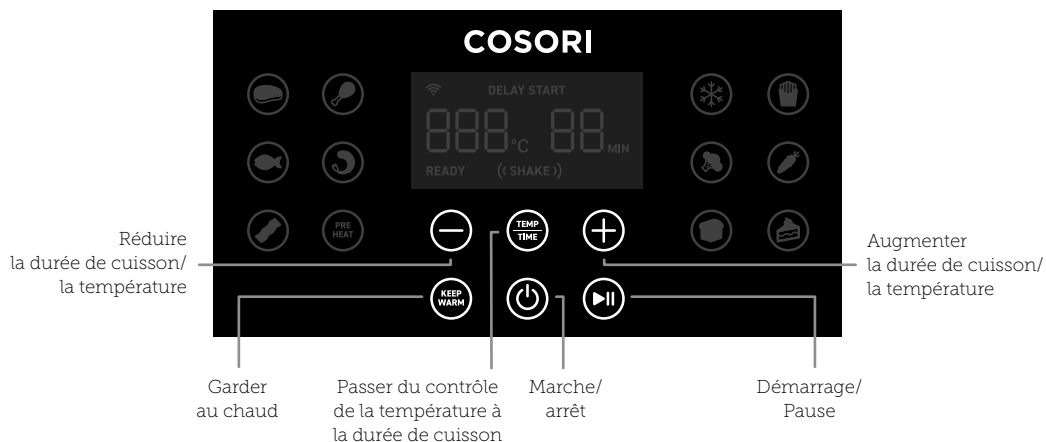 COSORI
DELAY START
888 °C 88 MIN
READY ((SHAKE))
PRE
HEAT
TEMP
TIME
KEEP
WARM
Réduire
la durée de cuisson/
la température
Augmenter
la durée de cuisson/
la température
Garder
au chaud
Passer du contrôle
de la température à
la durée de cuisson
Marche/
arrêt
Démarrage/
Pause